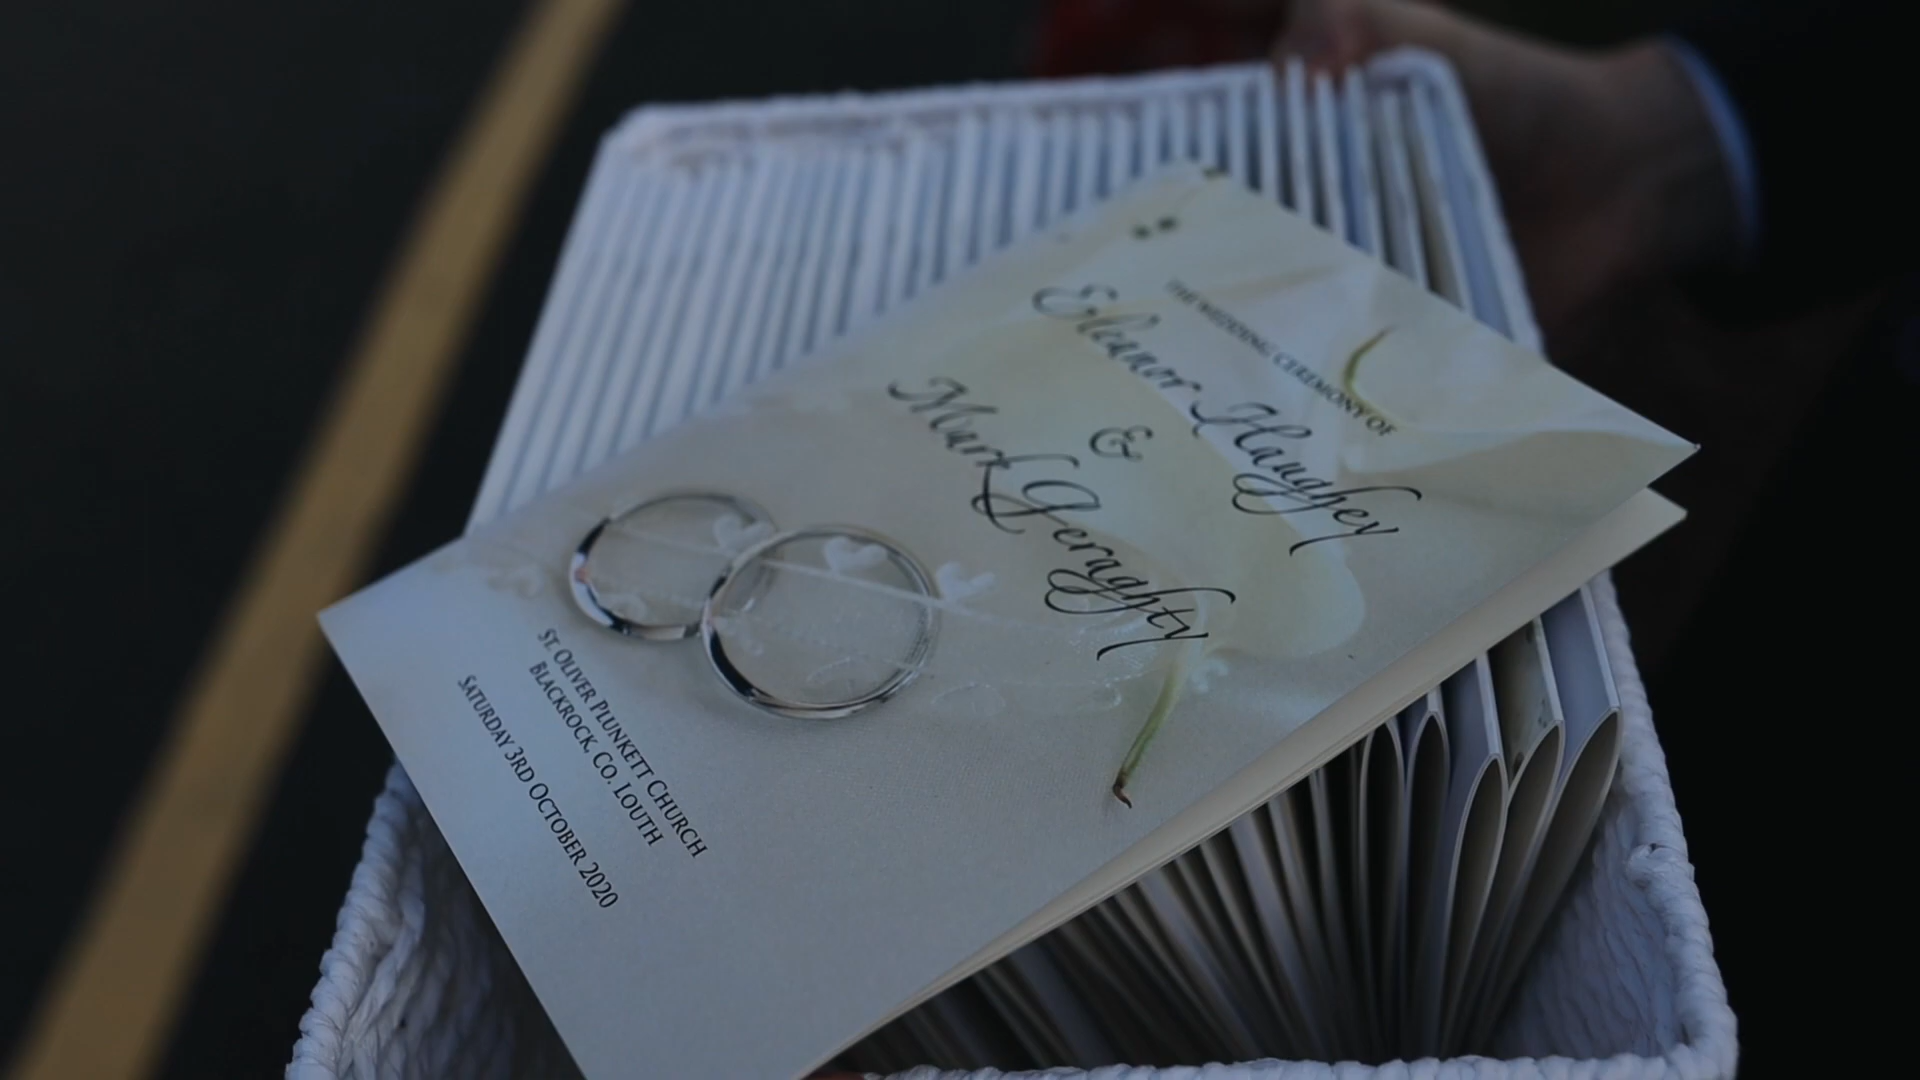 THE WEDDING CEREMONY OF
Eleanor Haughey
&
Mark Geraghty
ST. OLIVER PLUNKETT CHURCH
BLACKROCK, CO. LOUTH
SATURDAY 3RD OCTOBER 2020